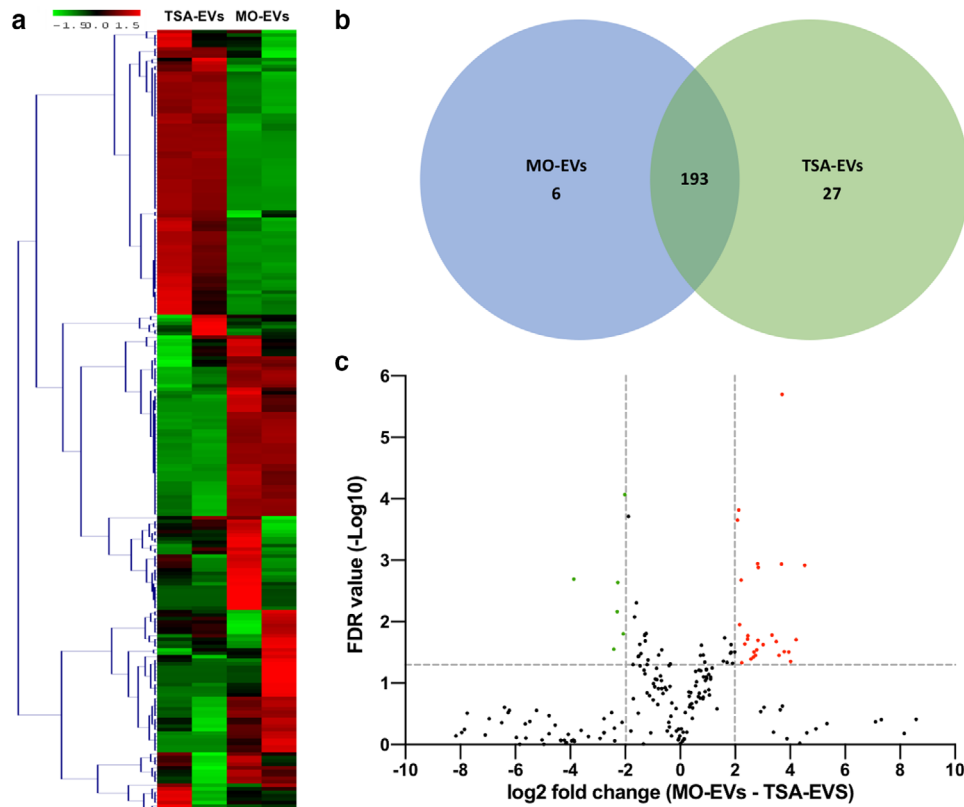 a
-1.5 0.0 1.5
TSA-EVs MO-EVs
b
MO-EVs
6
193
TSA-EVs
27
c
FDR value (-Log10)
6
5
4
3
2
1
0
-10 -8 -6 -4 -2 0 2 4 6 8 10
log2 fold change (MO-EVs - TSA-EVS)